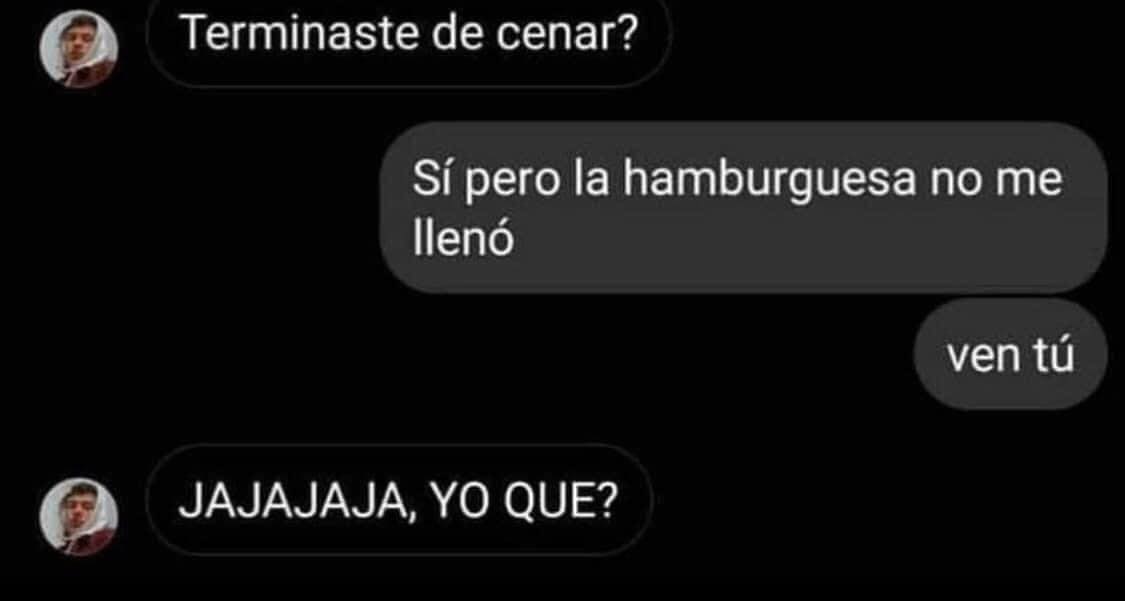 Terminaste de cenar?
Sí pero la hamburguesa no me
llenó
ven tú
JAJAJAJA, YO QUE?